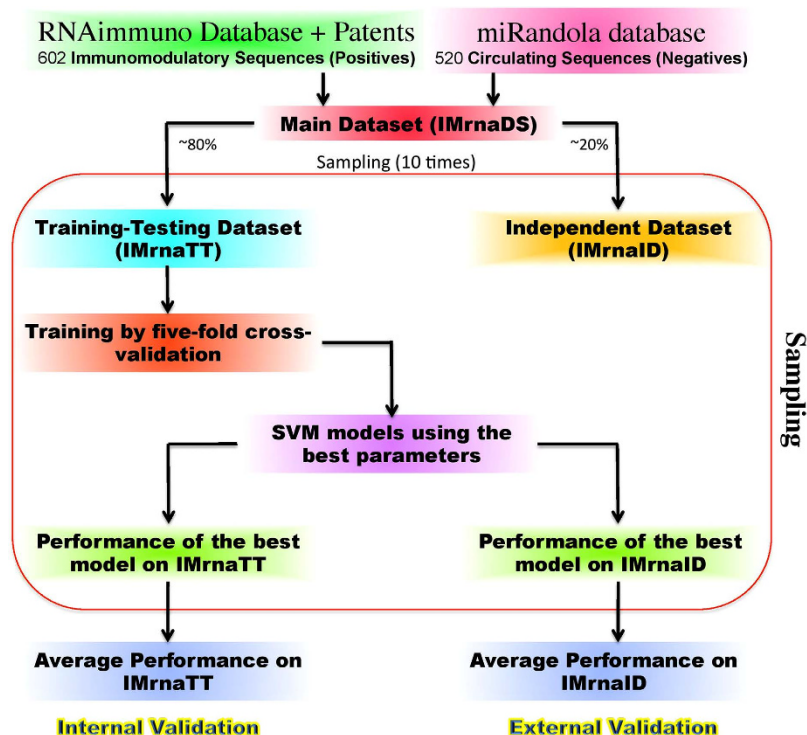 RNAimmuno Database + Patents
602 Immunomodulatory Sequences (Positives)
miRandola database
520 Circulating Sequences (Negatives)
Main Dataset (IMrnaDS)
~80%
Sampling (10 times)
~20%
Training-Testing Dataset
(IMrnaTT)
Independent Dataset
(IMrnaID)
Training by five-fold cross-
validation
Sampling
SVM models using the
best parameters
Performance of the best
model on IMrnaTT
Performance of the best
model on IMrnaID
Average Performance on
IMrnaTT
Average Performance on
IMrnaID
Internal Validation
External Validation